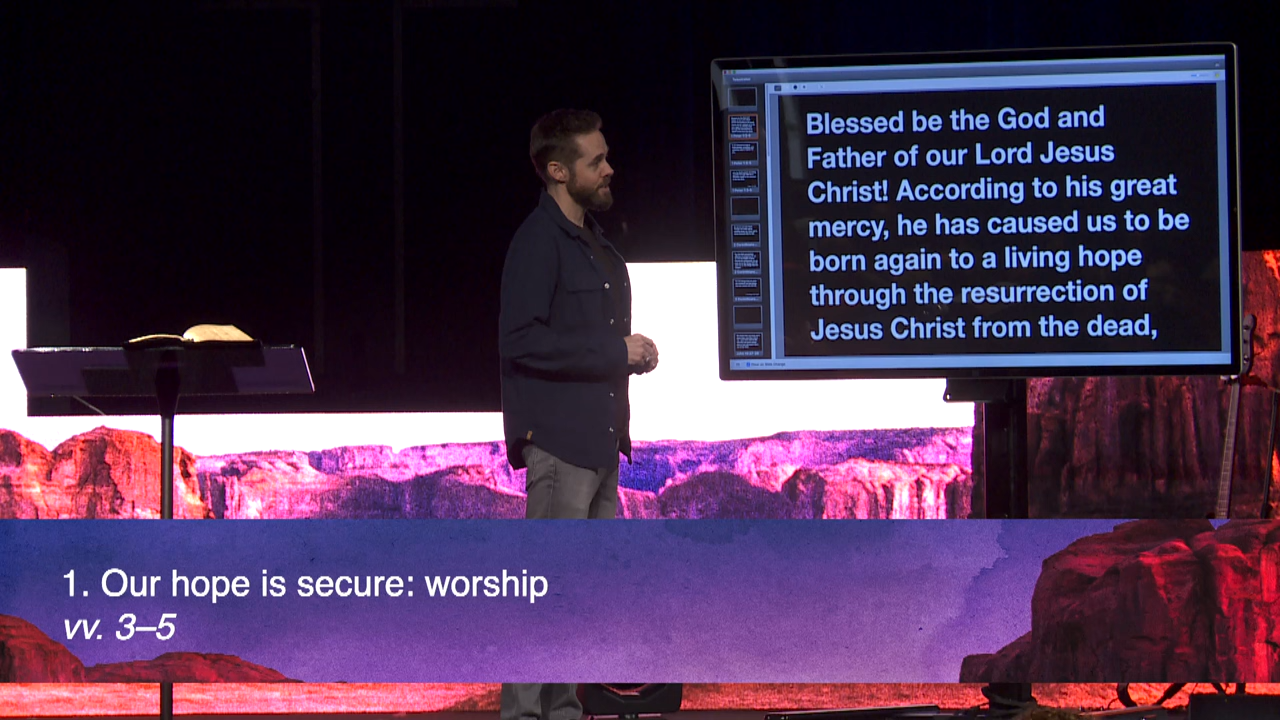 Blessed be the God and
Father of our Lord Jesus
Christ! According to his great
mercy, he has caused us to be
born again to a living hope
through the resurrection of
Jesus Christ from the dead,
1. Our hope is secure: worship
vv. 3–5